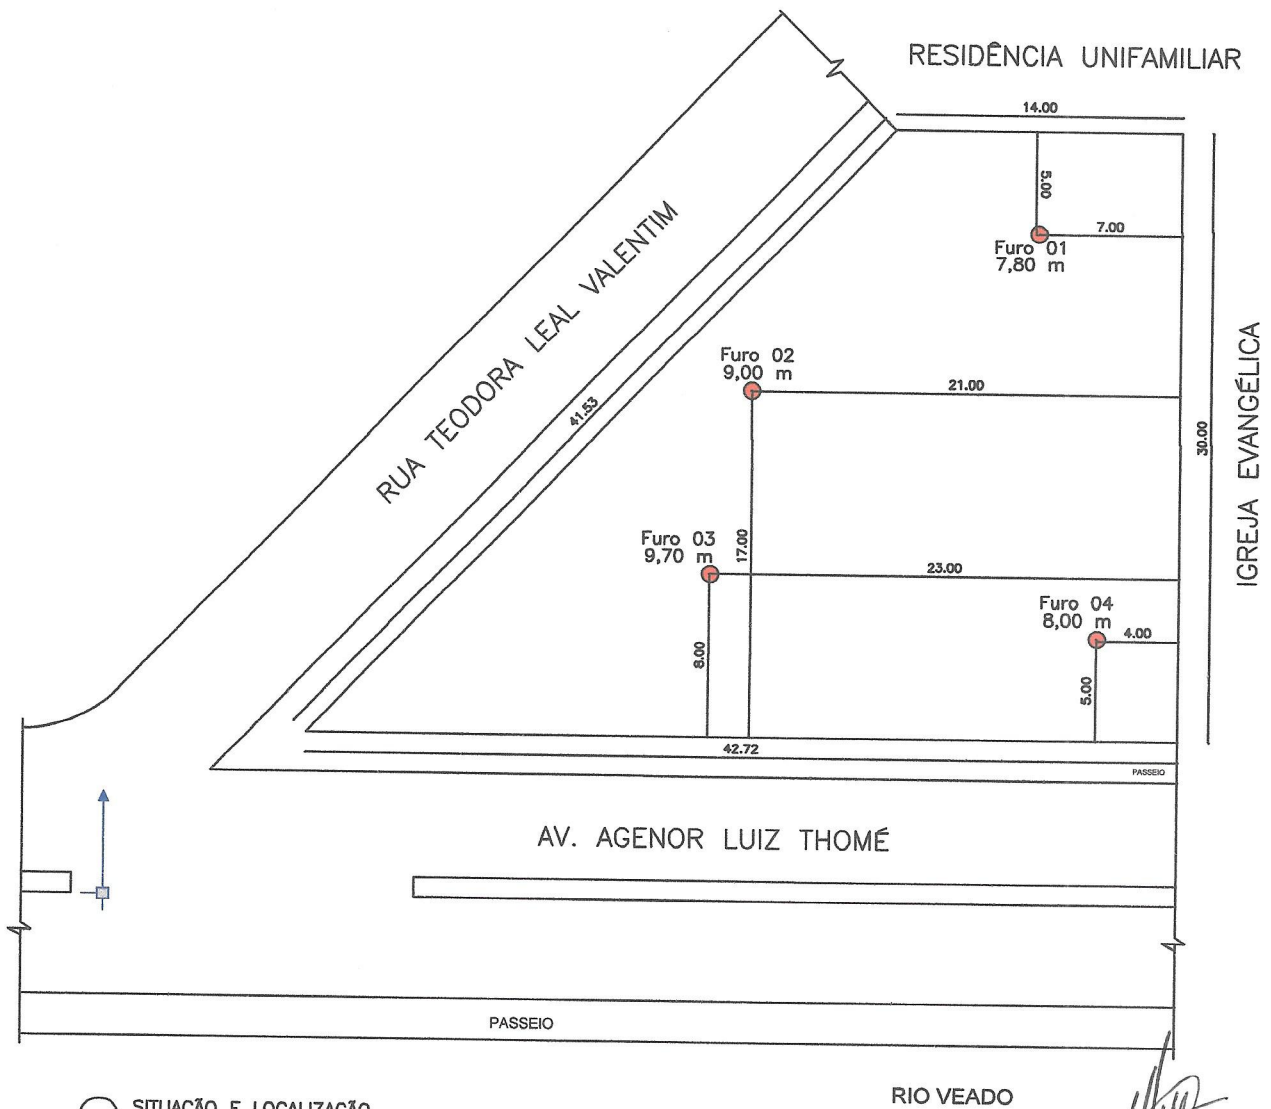 RESIDÊNCIA UNIFAMILIAR
14.00
5.00
7.00
Furo 01
7,80 m
RUA TEODORA LEAL VALENTIM
41.53
Furo 02
9,00 m
21.00
30.00
IGREJA EVANGÉLICA
17.00
Furo 03
9,70 m
23.00
8.00
Furo 04
8,00 m
4.00
5.00
42.72
PASSEIO
AV. AGENOR LUIZ THOMÉ
PASSEIO
RIO VEADO
SITUAÇÃO E LOCALIZAÇÃO